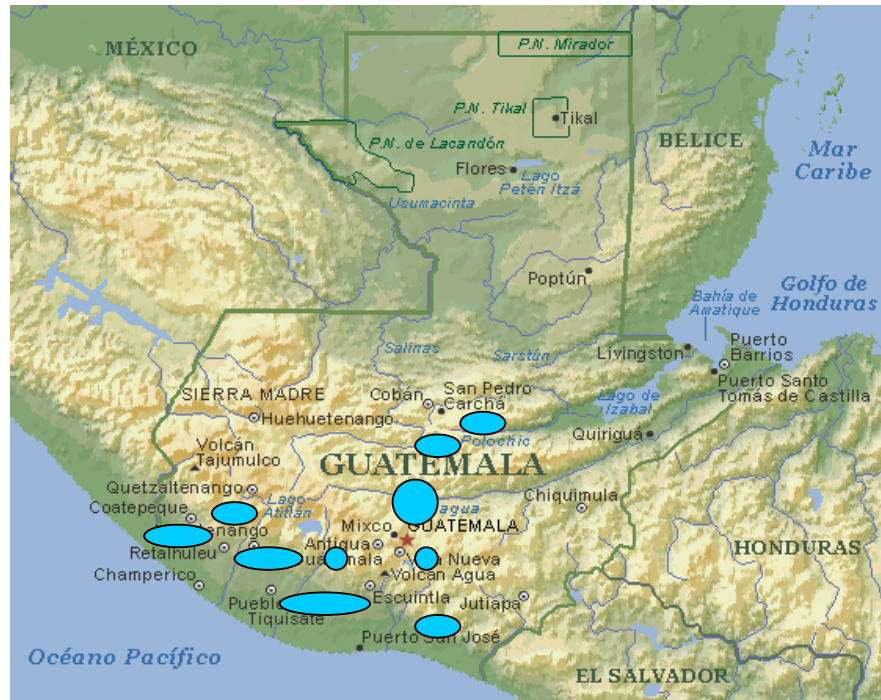 MÉXICO
P.N. Mirador
P.N. Tikal
Tikal
P.N. de Lacandón
BELICE
Mar
Caribe
Flores
Lago
Petén Itzá
Usumacinta
Poptún
Golfo de
Honduras
Bahía de
Amatique
Salinas
Sarstún
Livingston
Puerto
Barrios
Puerto Santo
Tomás de Castilla
SIERRA MADRE
Cobán
San Pedro
Carchá
Lago de
Izabal
Huehuetenango
Polochic
Quiriguá
Volcán
Tajumulco
GUATEMALA
Quetzaltenango
Lago
Atitlán
Chiquimula
Coatepeque
Mixco
GUATEMALA
Retalhuleu
Antigua
HONDURAS
Nueva
Champerico
Volcán Agua
Escuintla
Jutiapa
Tiquisate
Puerto San José
Océano Pacífico
EL SALVADOR